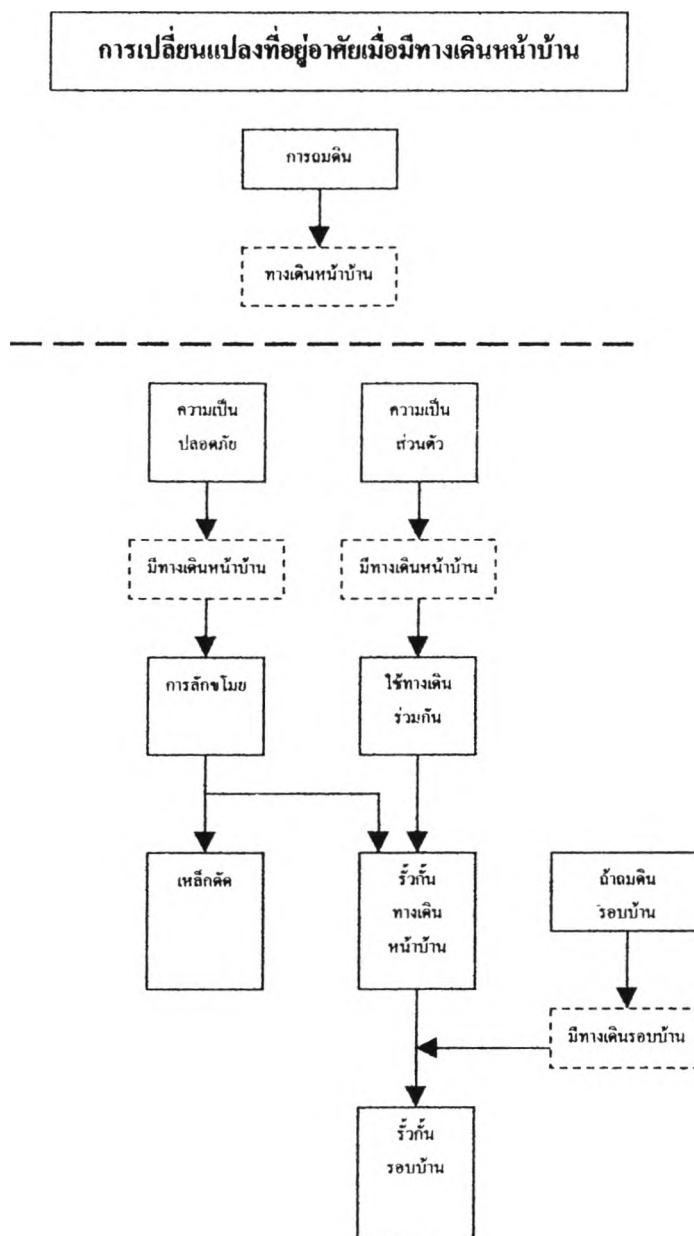 การเปลี่ยนแปลงที่อยู่อาศัยเมื่อมีทางเดินหน้าบ้าน
การถมดิน
ทางเดินหน้าบ้าน
ความเป็น
ปลอดภัย
ความเป็น
ส่วนตัว
มีทางเดินหน้าบ้าน
มีทางเดินหน้าบ้าน
การลักขโมย
ใช้ทางเดิน
ร่วมกัน
เหล็กดัด
รั้วกั้น
ทางเดิน
หน้าบ้าน
ถ้าถมดิน
รอบบ้าน
มีทางเดินรอบบ้าน
รั้วกั้น
รอบบ้าน